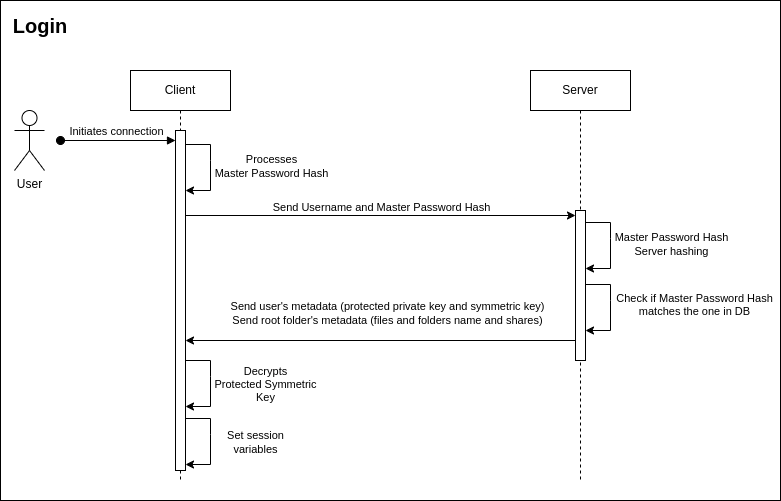 Login
Client
Server
User
Initiates connection
Processes
Master Password Hash
Send Username and Master Password Hash
Master Password Hash
Server hashing
Check if Master Password Hash
matches the one in DB
Send user's metadata (protected private key and symmetric key)
Send root folder's metadata (files and folders name and shares)
Decrypts
Protected Symmetric
Key
Set session
variables